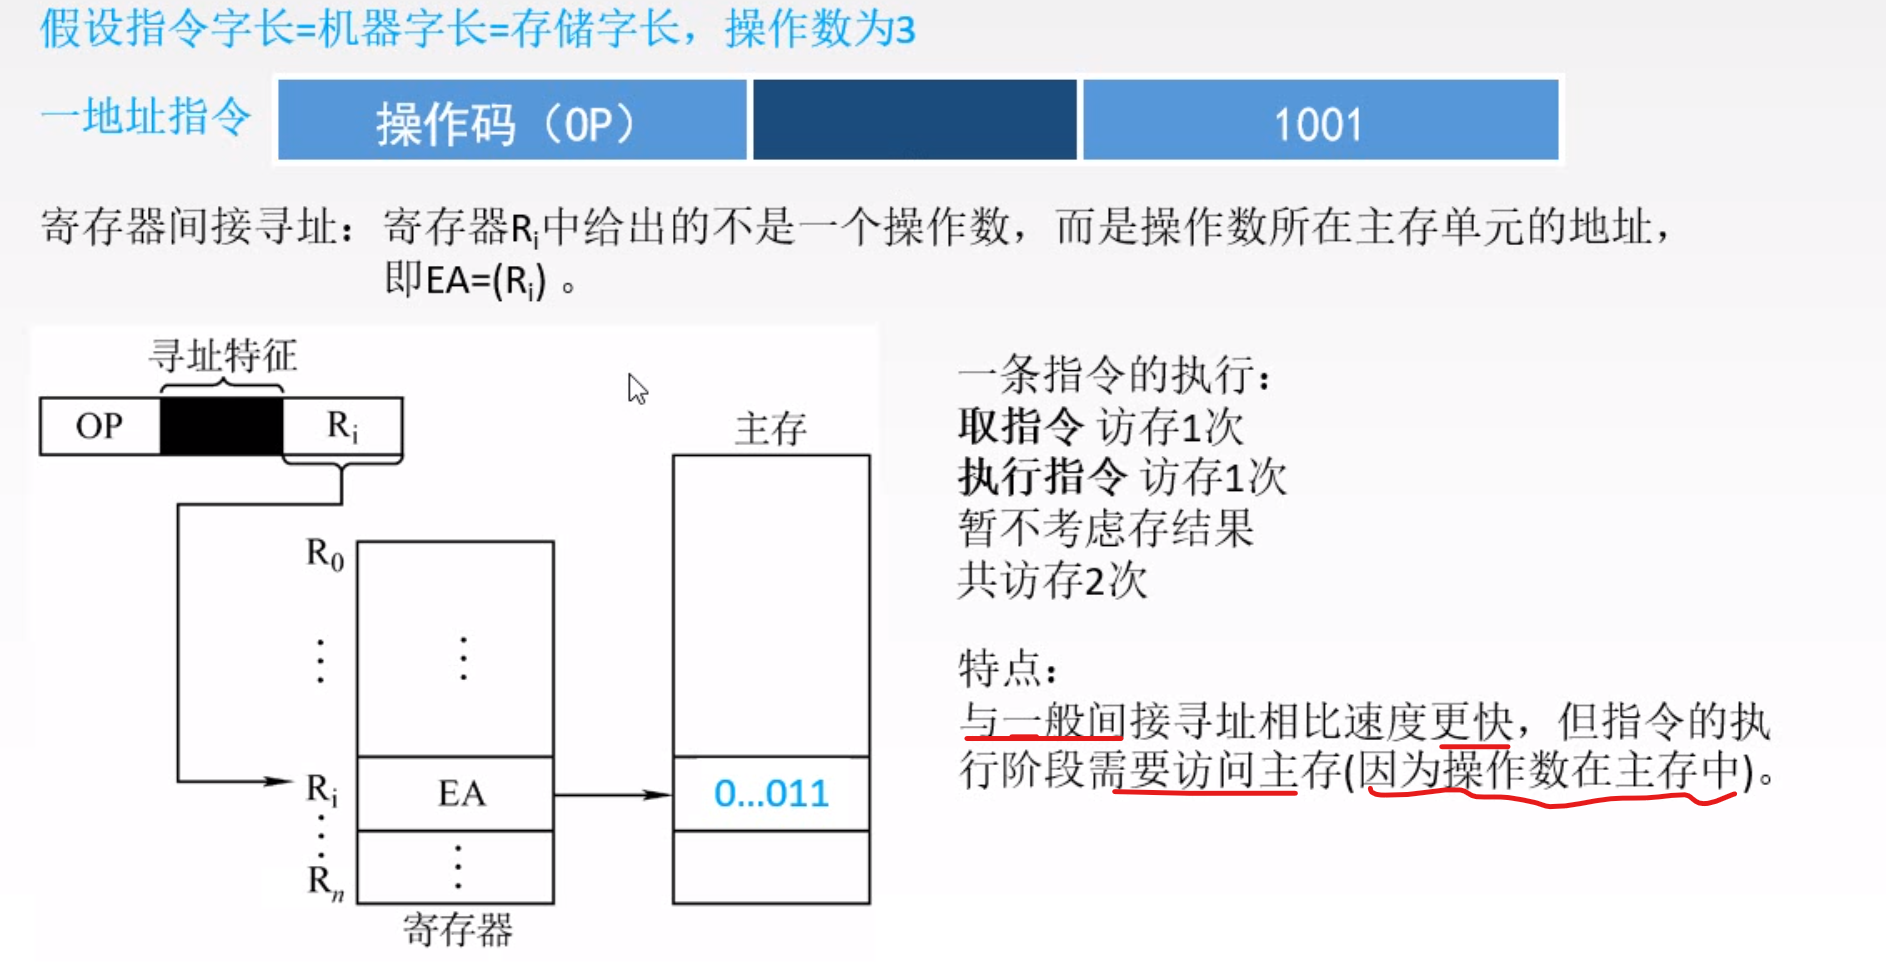 假设指令字长=机器字长=存储字长，操作数为3
一地址指令
操作码（OP）
1001
寄存器间接寻址：寄存器Ri中给出的不是一个操作数，而是操作数所在主存单元的地址，
即EA=(Ri) 。
寻址特征
OP
Ri
R0
⋮
⋮
Ri
EA
⋮
⋮
Rn
寄存器
主存
0...011
一条指令的执行：
取指令 访存1次
执行指令 访存1次
暂不考虑存结果
共访存2次
特点：
与一般间接寻址相比速度更快，但指令的执
行阶段需要访问主存(因为操作数在主存中)。